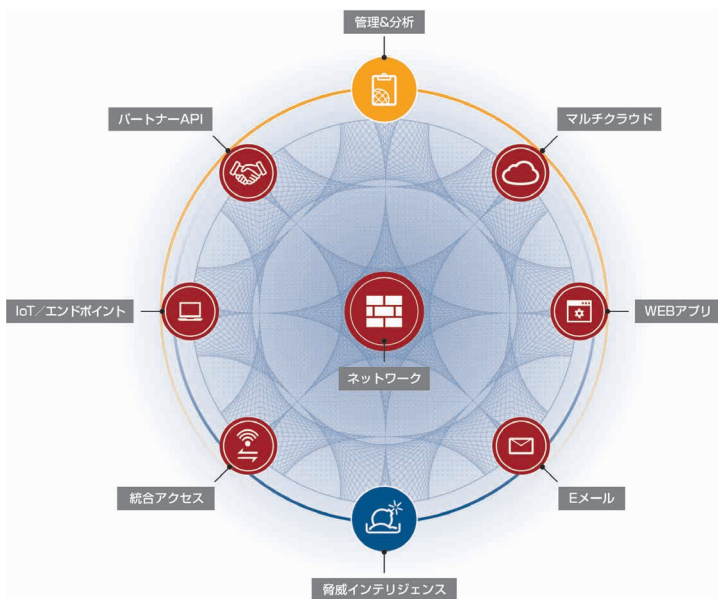 管理&分析
パートナーAPI
マルチクラウド
IoT／エンドポイント
WEBアプリ
ネットワーク
統合アクセス
Eメール
脅威インテリジェンス